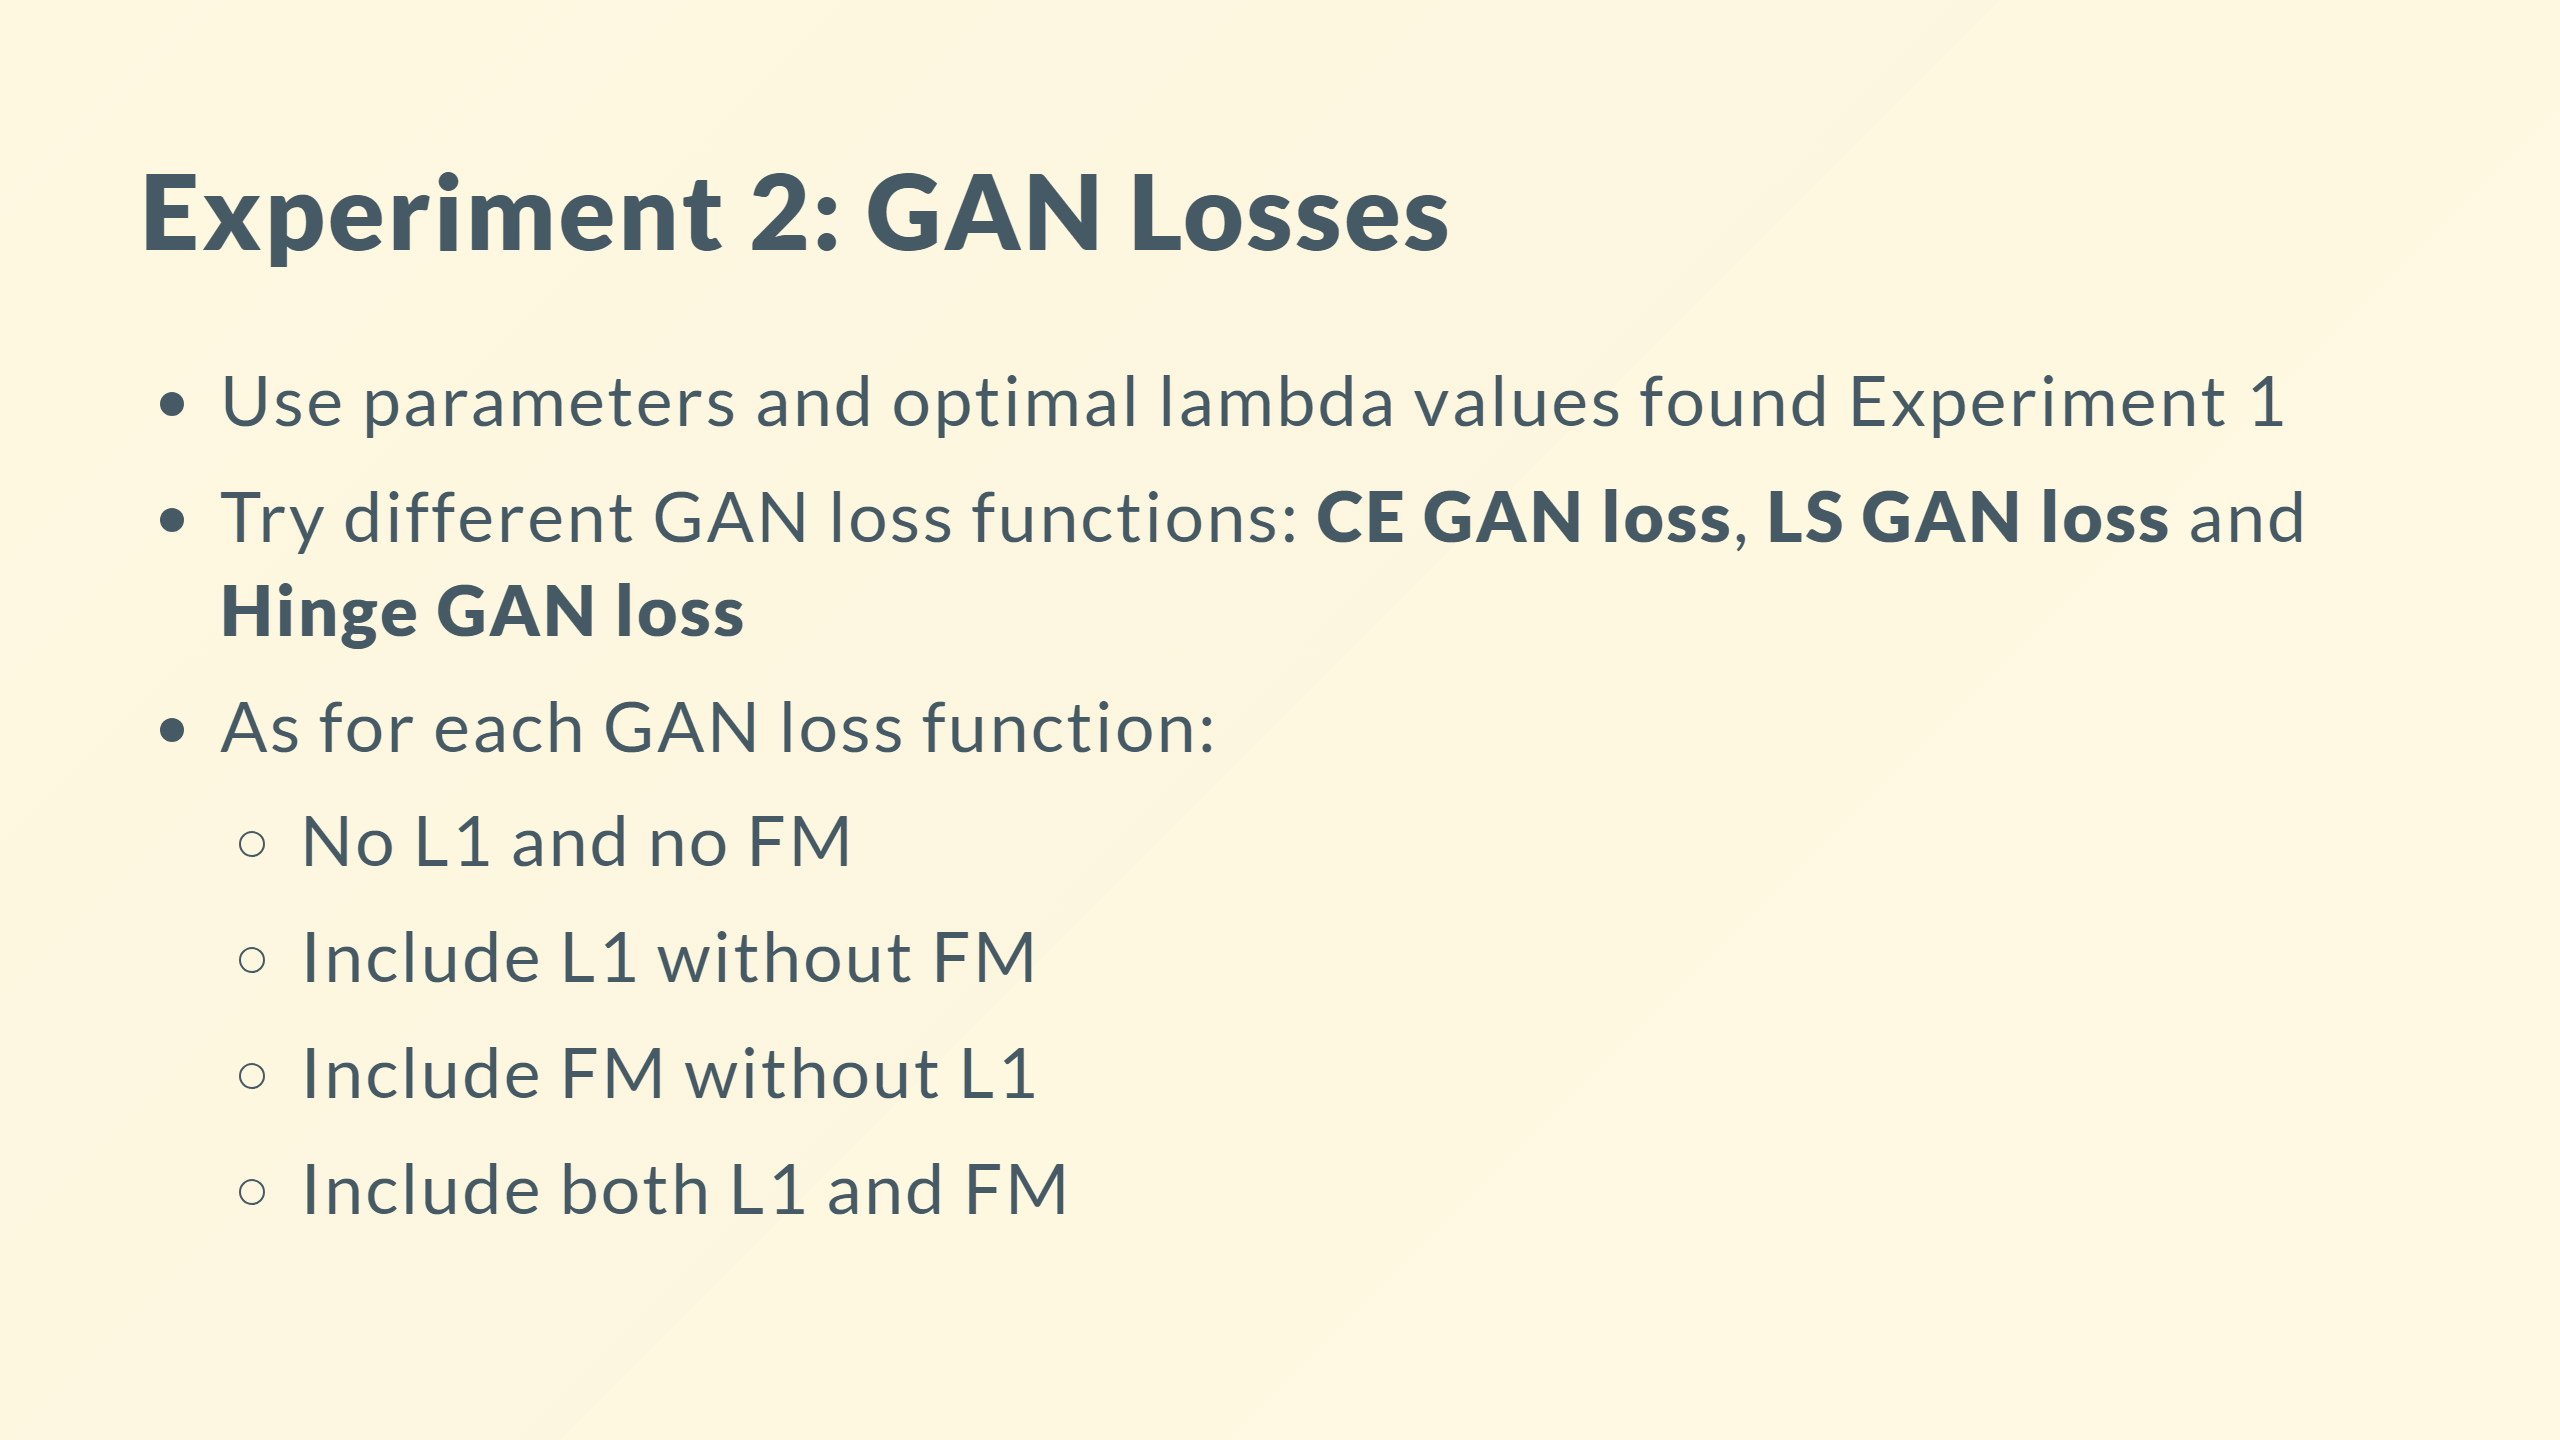 Experiment 2: GAN Losses
• Use parameters and optimal lambda values found Experiment 1
• Try different GAN loss functions: CE GAN loss, LS GAN loss and
Hinge GAN loss
• As for each GAN loss function:
○ No L1 and no FM
○ Include L1 without FM
○ Include FM without L1
○ Include both L1 and FM